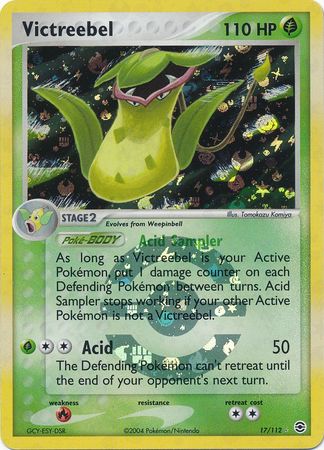 Victreebel 110 HP
Illus. Tomokazu Komiya
STAGE2
Evolves from Weepinbell
Poké-BODY Acid Sampler
As long as Victreebel is your Active
Pokémon, put 1 damage counter on each
Defending Pokémon between turns. Acid
Sampler stops working if your other Active
Pokémon is not a Victreebel.
Acid 50
The Defending Pokémon can't retreat until
the end of your opponent's next turn.
weakness resistance retreat cost
GCY-ESY-DSR ©2004 Pokémon/Nintendo 17/112